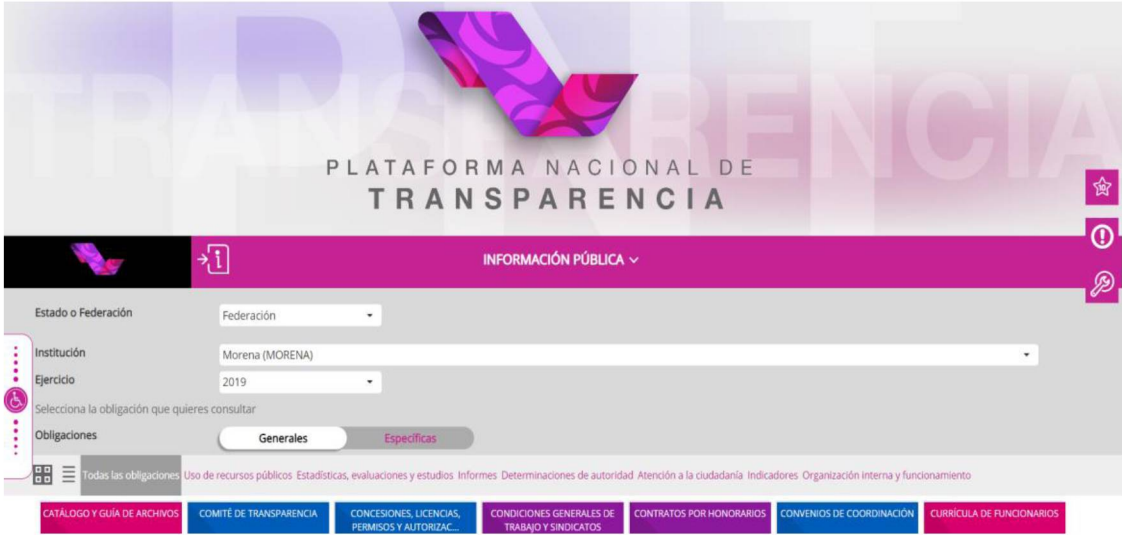 PNT
TRANSPARENCIA
PLATAFORMA NACIONAL DE
TRANSPARENCIA
10
INFORMACIÓN PÚBLICA
Estado o Federación
Federación
Institución
Morena (MORENA)
Ejercicio
2019
Selecciona la obligación que quieres consultar
Obligaciones
Generales
Específicas
Todas las obligaciones Uso de recursos públicos Estadísticas, evaluaciones y estudios Informes Determinaciones de autoridad Atención a la ciudadanía Indicadores Organización interna y funcionamiento
CATÁLOGO Y GUÍA DE ARCHIVOS
COMITÉ DE TRANSPARENCIA
CONCESIONES, LICENCIAS,
PERMISOS Y AUTORIZAC...
CONDICIONES GENERALES DE
TRABAJO Y SINDICATOS
CONTRATOS POR HONORARIOS
CONVENIOS DE COORDINACIÓN
CURRÍCULA DE FUNCIONARIOS